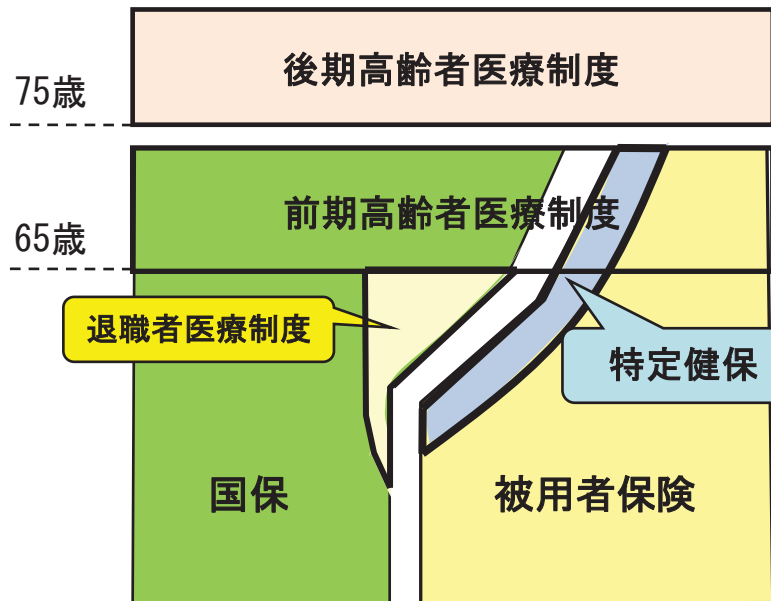 後期高齢者医療制度
75歳
前期高齢者医療制度
65歳
退職者医療制度
特定健保
国保
被用者保険